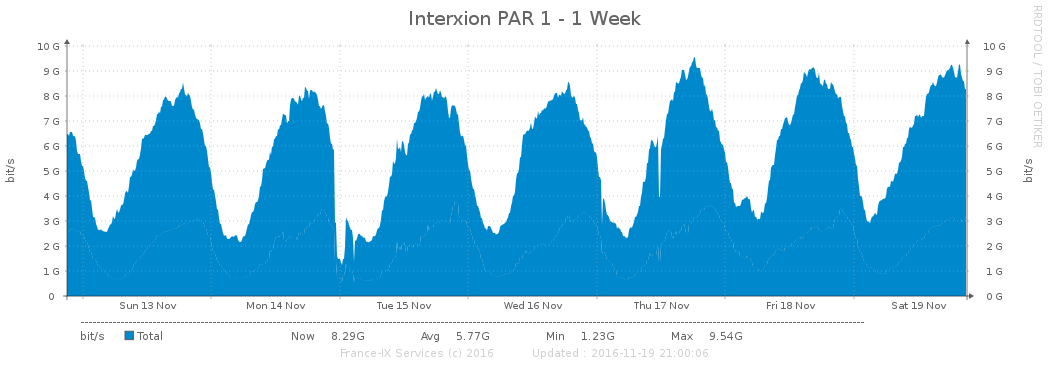 Interxion PAR 1 - 1 Week
RRDTOOL / TOBI OETIKER
10 G
9 G
8 G
7 G
6 G
5 G
4 G
3 G
2 G
1 G
0
bit/s
10 G
9 G
8 G
7 G
6 G
5 G
4 G
3 G
2 G
1 G
0 G
bit/s
Sun 13 Nov Mon 14 Nov Tue 15 Nov Wed 16 Nov Thu 17 Nov Fri 18 Nov Sat 19 Nov
bit/s Total Now 8.29G Avg 5.77G Min 1.23G Max 9.54G
France-IX Services (c) 2016 Updated : 2016-11-19 21:00:06